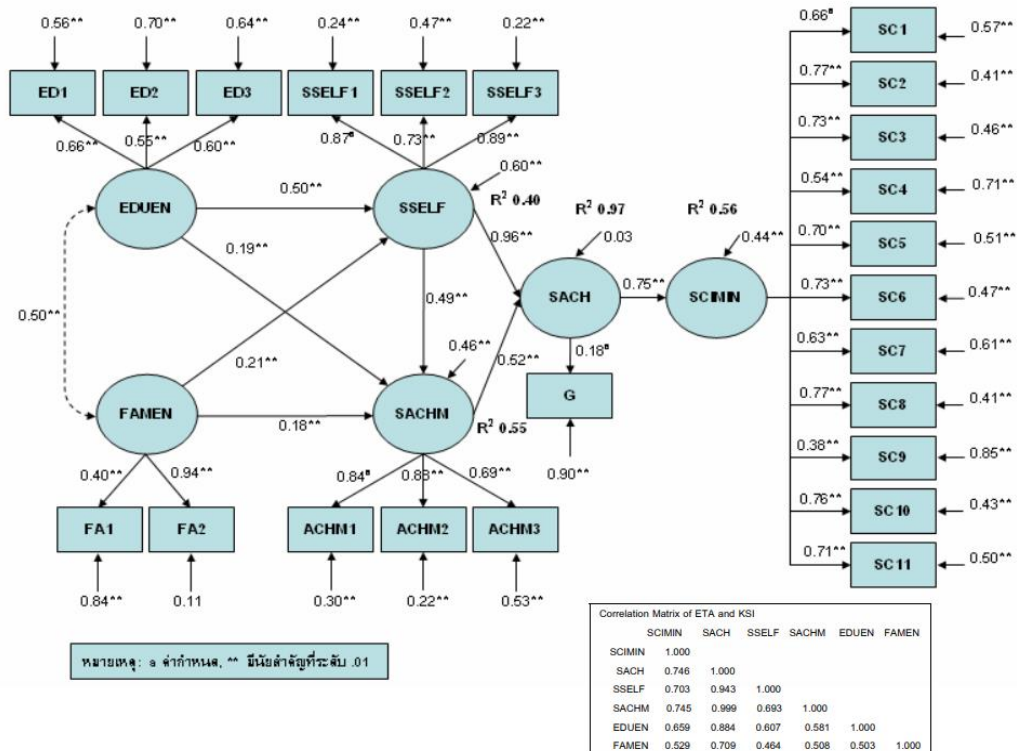 0.56** 0.70** 0.64** 0.24** 0.47** 0.22**
ED1 ED2 ED3 SSELF1 SSELF2 SSELF3
0.66** 0.55** 0.60** 0.87ª 0.73** 0.89**
0.60**
EDUEN 0.50** SSELF R² 0.40
0.19** 0.96**
R² 0.97 R² 0.56
0.03 0.44**
SACH 0.75** SCIMIN
0.50** 0.49**
0.21** 0.46** 0.52** 0.18ª
G
0.90**
FAMEN 0.18** SACHM R² 0.55
0.40** 0.94** 0.84ª 0.88** 0.69**
FA1 FA2 ACHM1 ACHM2 ACHM3
0.84** 0.11 0.30** 0.22** 0.53**
0.66ª SC1 0.57**
0.77** SC2 0.41**
0.73** SC3 0.46**
0.54** SC4 0.71**
0.70** SC5 0.51**
0.73** SC6 0.47**
0.63** SC7 0.61**
0.77** SC8 0.41**
0.38** SC9 0.85**
0.76** SC10 0.43**
0.71** SC11 0.50**
หมายเหตุ: a ค่ากำหนด, ** มีนัยสำคัญที่ระดับ .01
Correlation Matrix of ETA and KSI
SCIMIN SACH SSELF SACHM EDUEN FAMEN
SCIMIN 1.000
SACH 0.746 1.000
SSELF 0.703 0.943 1.000
SACHM 0.745 0.999 0.693 1.000
EDUEN 0.659 0.884 0.607 0.581 1.000
FAMEN 0.529 0.709 0.464 0.508 0.503 1.000